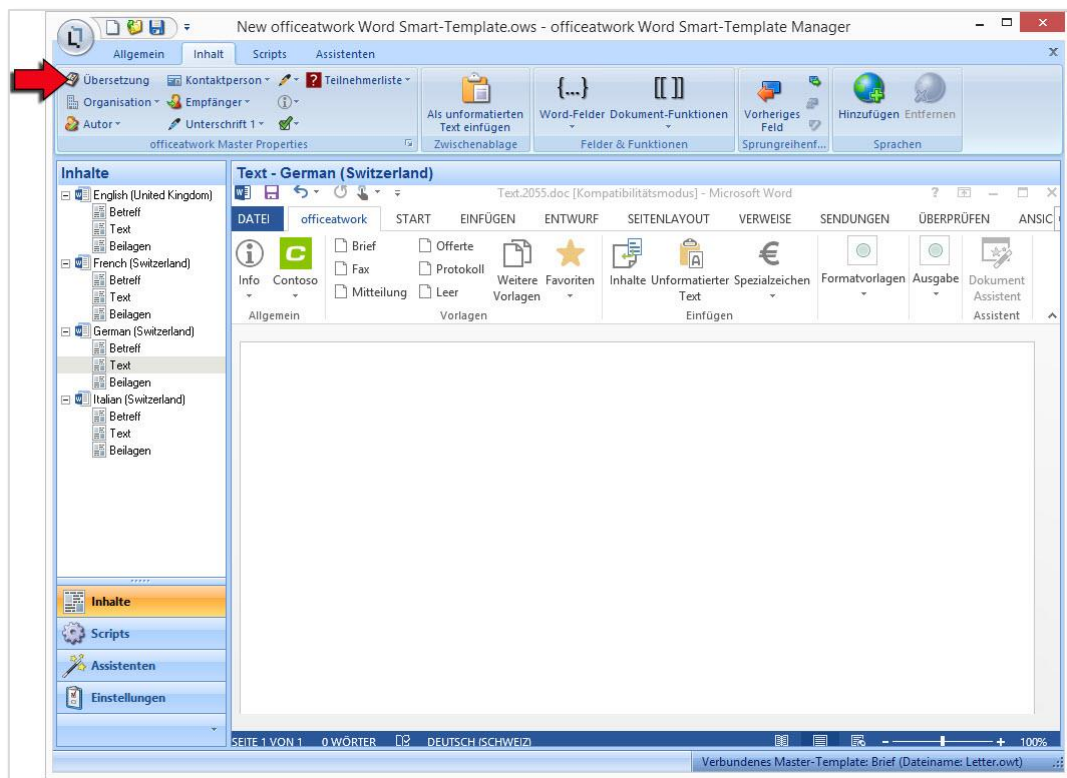 New officeatwork Word Smart-Template.ows - officeatwork Word Smart-Template Manager
Allgemein Inhalt Scripts Assistenten
Übersetzung Kontaktperson Teilnehmerliste
Organisation Empfänger
Autor Unterschrift 1
officeatwork Master Properties
Als unformatierten
Text einfügen
Zwischenablage
{...} [[ ]]
Word-Felder Dokument-Funktionen
Felder & Funktionen
Vorheriges
Feld
Sprungreihenf...
Hinzufügen Entfernen
Sprachen
Inhalte
English (United Kingdom)
Betreff
Text
Beilagen
French (Switzerland)
Betreff
Text
Beilagen
German (Switzerland)
Betreff
Text
Beilagen
Italian (Switzerland)
Betreff
Text
Beilagen
Inhalte
Scripts
Assistenten
Einstellungen
Text - German (Switzerland)
Text.2055.doc [Kompatibilitätsmodus] - Microsoft Word
DATEI officeatwork START EINFÜGEN ENTWURF SEITENLAYOUT VERWEISE SENDUNGEN ÜBERPRÜFEN ANSIC
Info Contoso
Allgemein
Brief Offerte
Fax Protokoll
Mitteilung Leer
Weitere
Vorlagen
Favoriten
Vorlagen
Inhalte Unformatierter
Text
Spezialzeichen
Einfügen
Formatvorlagen Ausgabe
Dokument
Assistent
Assistent
SEITE 1 VON 1 0 WÖRTER DEUTSCH (SCHWEIZ) 100%
Verbundenes Master-Template: Brief (Dateiname: Letter.owt)